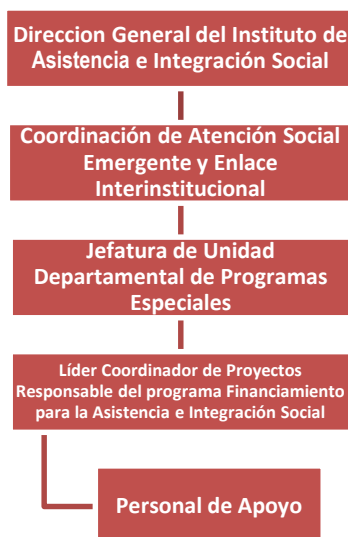 Direccion General del Instituto de
Asistencia e Integración Social
Coordinación de Atención Social
Emergente y Enlace
Interinstitucional
Jefatura de Unidad
Departamental de Programas
Especiales
Líder Coordinador de Proyectos
Responsable del programa Financiamiento
para la Asistencia e Integración Social
Personal de Apoyo